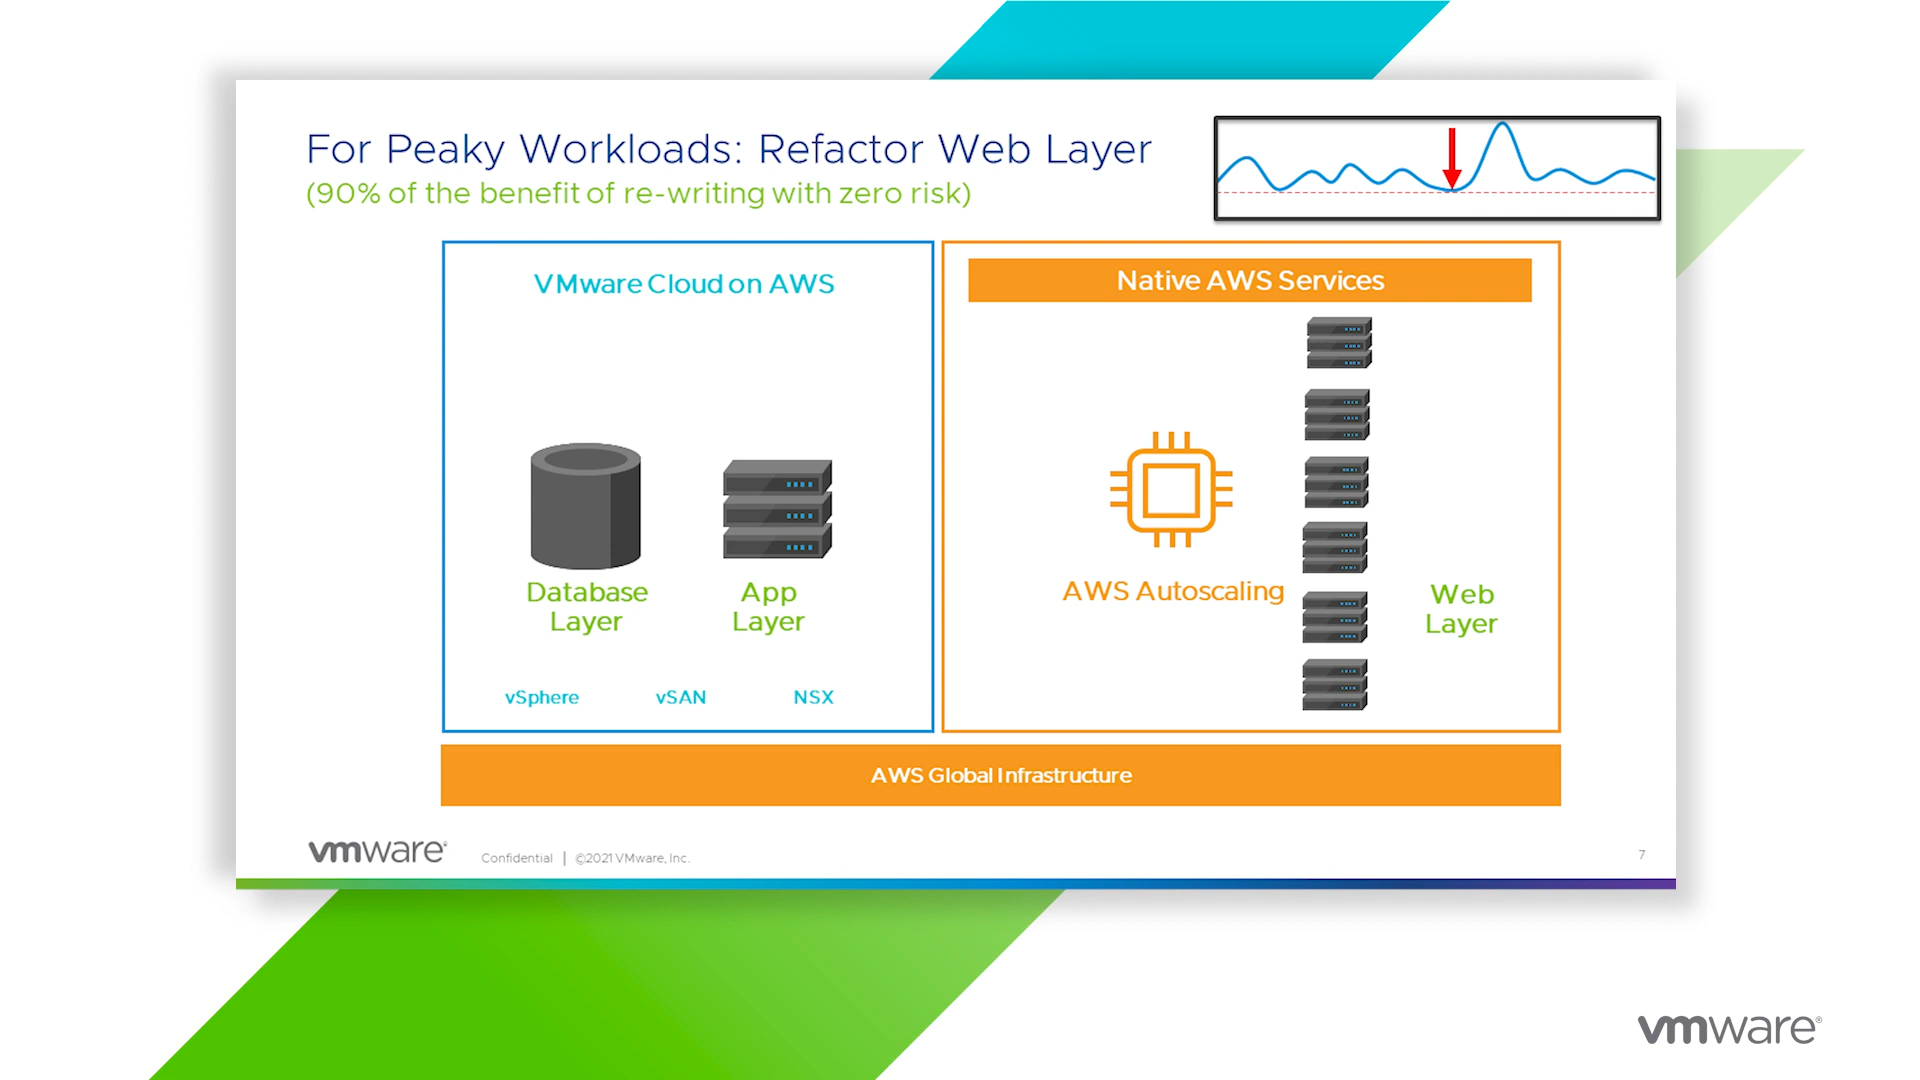 For Peaky Workloads: Refactor Web Layer
(90% of the benefit of re-writing with zero risk)
VMware Cloud on AWS
Native AWS Services
Database
Layer
App
Layer
AWS Autoscaling
Web
Layer
vSphere
vSAN
NSX
AWS Global Infrastructure
vmware®
Confidential | ©2021 VMware, Inc.
7
vmware®